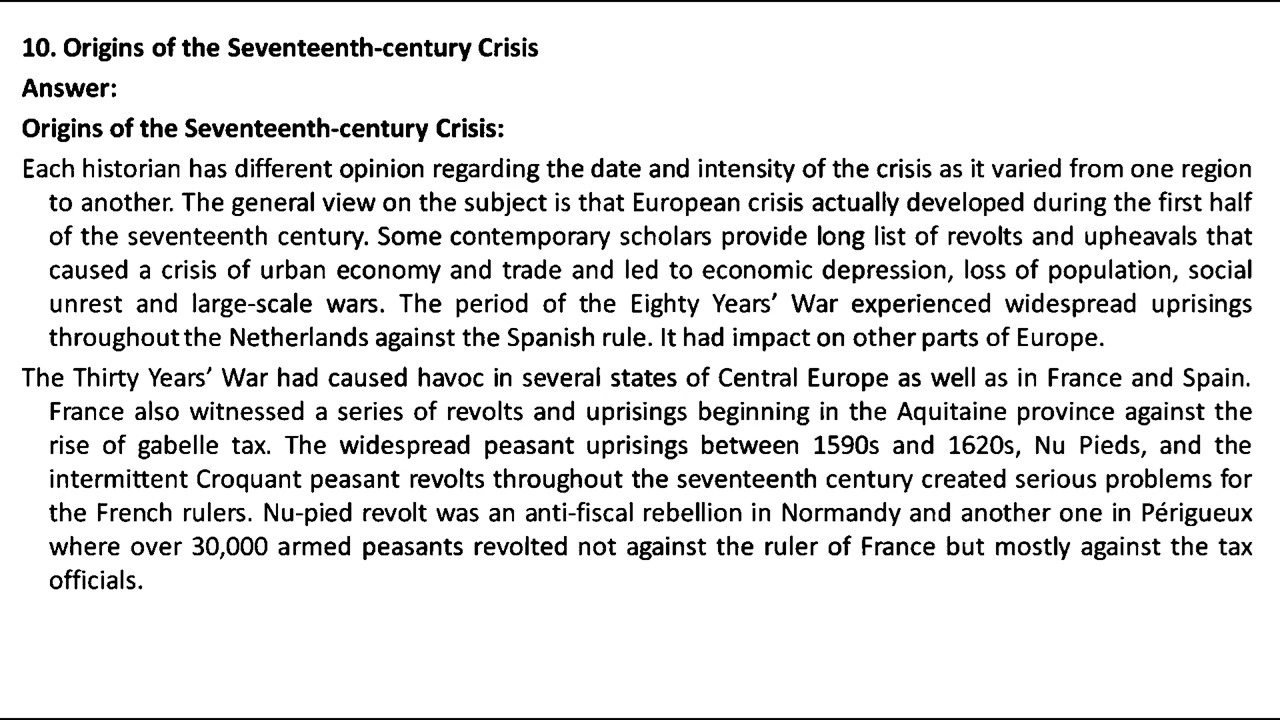 10. Origins of the Seventeenth-century Crisis
Answer:
Origins of the Seventeenth-century Crisis:
Each historian has different opinion regarding the date and intensity of the crisis as it varied from one region
to another. The general view on the subject is that European crisis actually developed during the first half
of the seventeenth century. Some contemporary scholars provide long list of revolts and upheavals that
caused a crisis of urban economy and trade and led to economic depression, loss of population, social
unrest and large-scale wars. The period of the Eighty Years’ War experienced widespread uprisings
throughout the Netherlands against the Spanish rule. It had impact on other parts of Europe.
The Thirty Years’ War had caused havoc in several states of Central Europe as well as in France and Spain.
France also witnessed a series of revolts and uprisings beginning in the Aquitaine province against the
rise of gabelle tax. The widespread peasant uprisings between 1590s and 1620s, Nu Pieds, and the
intermittent Croquant peasant revolts throughout the seventeenth century created serious problems for
the French rulers. Nu-pied revolt was an anti-fiscal rebellion in Normandy and another one in Périgueux
where over 30,000 armed peasants revolted not against the ruler of France but mostly against the tax
officials.